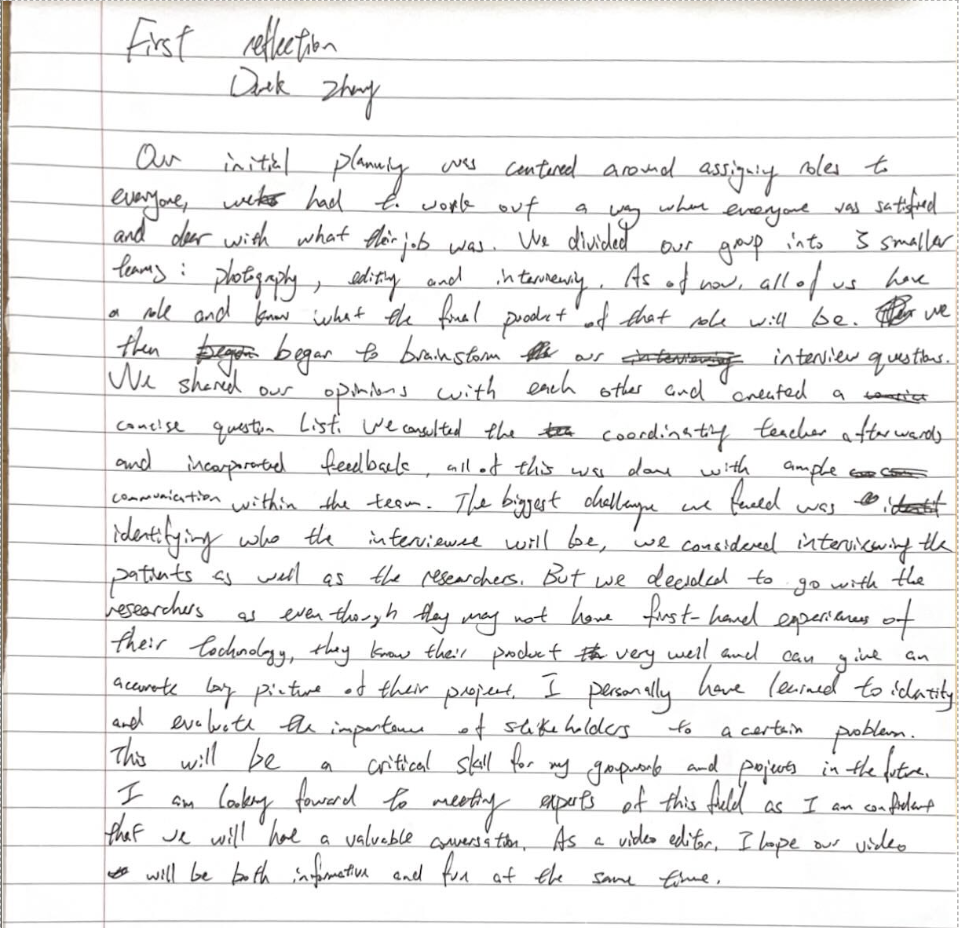 First reflection
Derek Zhang
Our initial planning was centered around assigning roles to
everyone, we had to work out a way where everyone was satisfied
and clear with what their job was. We divided our group into 3 smaller
teams: photography, editing and interviewing. As of now, all of us have
a role and know what the final product of that role will be. we
then began to brainstorm our interview questions.
We shared our opinions with each other and created a
concise question list. We consulted the coordinating teacher afterwards
and incorporated feedback, all of this was done with ample
communication within the team. The biggest challenge we faced was
identifying who the interviewee will be, we considered interviewing the
patients as well as the researchers. But we decided to go with the
researchers as even though they may not have first-hand experiences of
their technology, they know their product very well and can give an
accurate big picture of their project. I personally have learned to identity
and evaluate the importance of stakeholders to a certain problem.
This will be a critical skill for my groupwork and projects in the future.
I am looking foward to meeting experts of this field as I am confident
that we will have a valuable conversation. As a video editor, I hope our video
will be both informative and fun at the same time.